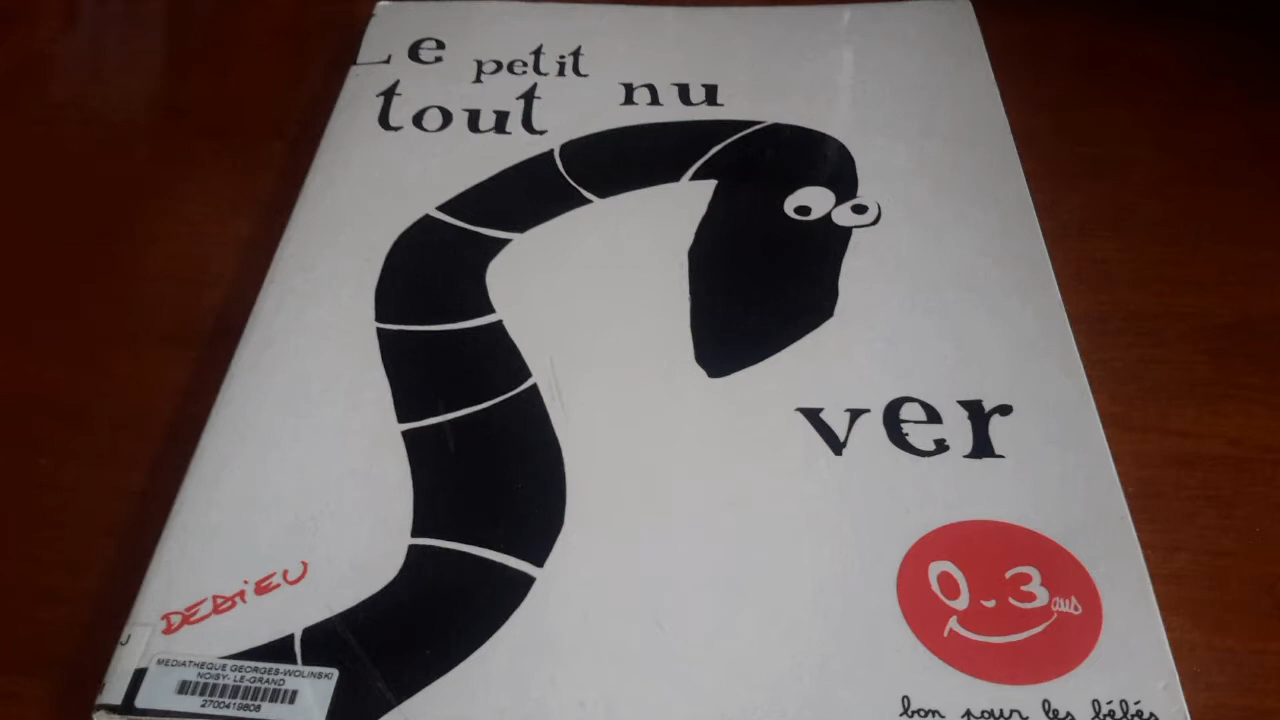 Le petit
tout nu
ver
DEDiEU
0-3 ans
bon pour les bébés
MEDIATHEQUE GEORGES-WOLINSKI
NOISY-LE-GRAND
2700419808